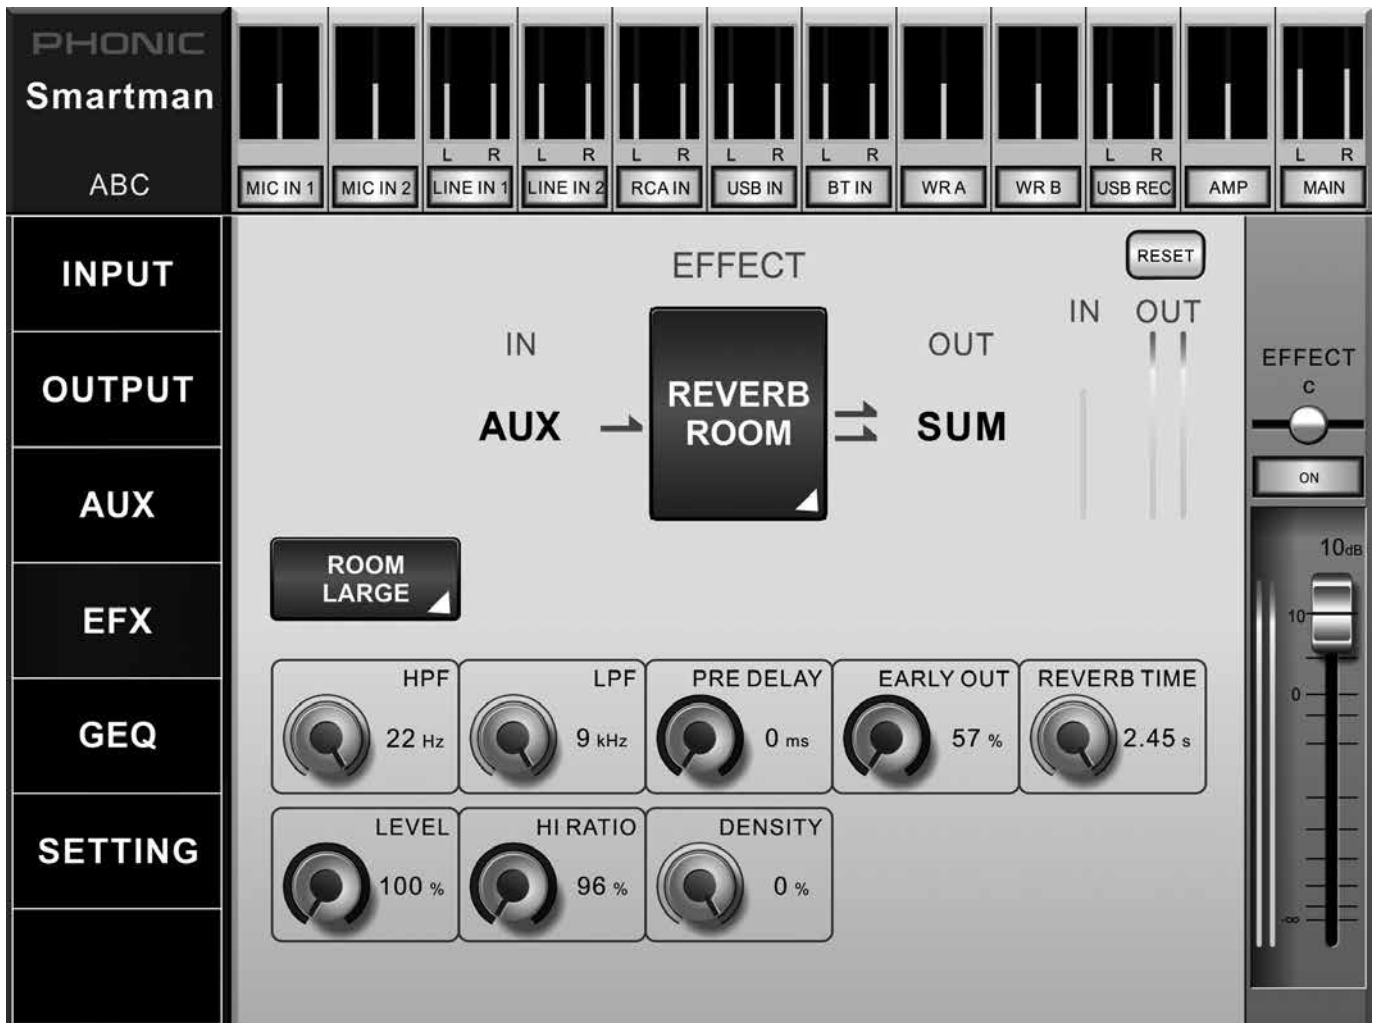 PHONIC
Smartman
ABC
L R L R L R L R L R L R L R
MIC IN 1 MIC IN 2 LINE IN 1 LINE IN 2 RCA IN USB IN BT IN WR A WR B USB REC AMP MAIN
INPUT
OUTPUT
AUX
EFX
GEQ
SETTING
EFFECT
RESET
IN
OUT
IN OUT
AUX
REVERB
ROOM
SUM
ROOM
LARGE
HPF
22 Hz
LPF
9 kHz
PRE DELAY
0 ms
EARLY OUT
57 %
REVERB TIME
2.45 s
LEVEL
100 %
HI RATIO
96 %
DENSITY
0 %
EFFECT
C
ON
10dB
10
0
-∞